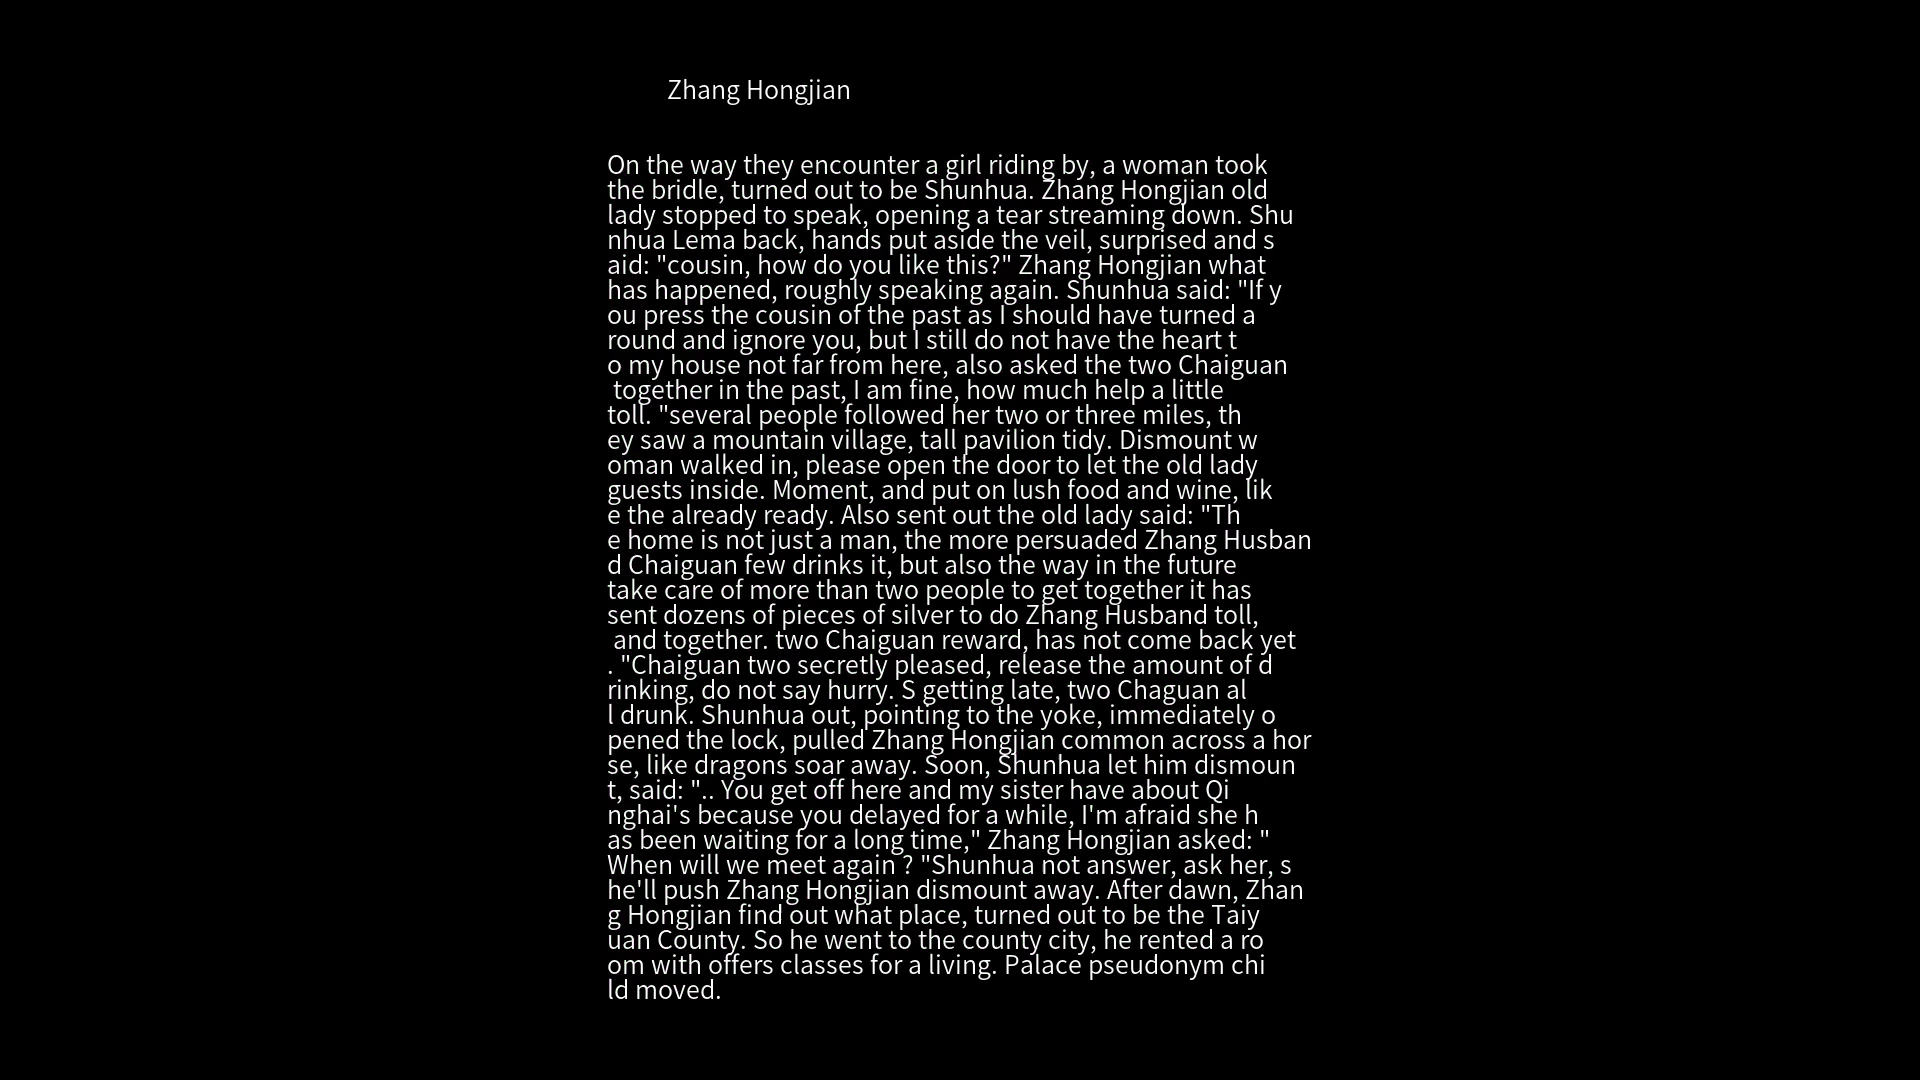 Zhang Hongjian
On the way they encounter a girl riding by, a woman took
the bridle, turned out to be Shunhua. Zhang Hongjian old
lady stopped to speak, opening a tear streaming down. Shu
nhua Lema back, hands put aside the veil, surprised and s
aid: "cousin, how do you like this?" Zhang Hongjian what
has happened, roughly speaking again. Shunhua said: "If y
ou press the cousin of the past as I should have turned a
round and ignore you, but I still do not have the heart t
o my house not far from here, also asked the two Chaiguan
 together in the past, I am fine, how much help a little
toll. "several people followed her two or three miles, th
ey saw a mountain village, tall pavilion tidy. Dismount w
oman walked in, please open the door to let the old lady
guests inside. Moment, and put on lush food and wine, lik
e the already ready. Also sent out the old lady said: "Th
e home is not just a man, the more persuaded Zhang Husban
d Chaiguan few drinks it, but also the way in the future
take care of more than two people to get together it has
sent dozens of pieces of silver to do Zhang Husband toll,
 and together. two Chaiguan reward, has not come back yet
. "Chaiguan two secretly pleased, release the amount of d
rinking, do not say hurry. S getting late, two Chaguan al
l drunk. Shunhua out, pointing to the yoke, immediately o
pened the lock, pulled Zhang Hongjian common across a hor
se, like dragons soar away. Soon, Shunhua let him dismoun
t, said: ".. You get off here and my sister have about Qi
nghai's because you delayed for a while, I'm afraid she h
as been waiting for a long time," Zhang Hongjian asked: "
When will we meet again ? "Shunhua not answer, ask her, s
he'll push Zhang Hongjian dismount away. After dawn, Zhan
g Hongjian find out what place, turned out to be the Taiy
uan County. So he went to the county city, he rented a ro
om with offers classes for a living. Palace pseudonym chi
ld moved.